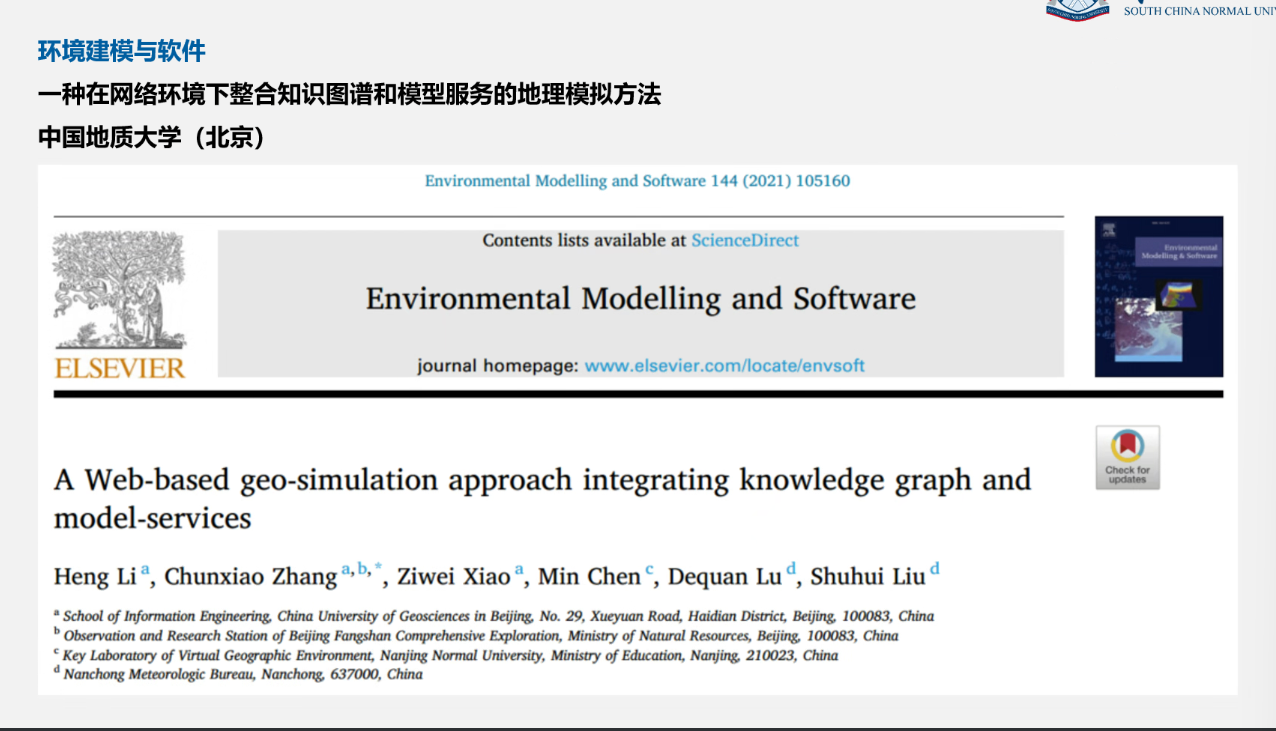 SOUTH CHINA NORMAL
环境建模与软件
一种在网络环境下整合知识图谱和模型服务的地理模拟方法
中国地质大学（北京）
Environmental Modelling and Software 144 (2021) 105160
Contents lists available at ScienceDirect
Environmental Modelling and Software
journal homepage: www.elsevier.com/locate/envsoft
ELSEVIER
Environmental
Modelling & Software
Check for
updates
A Web-based geo-simulation approach integrating knowledge graph and
model-services
Heng Li a, Chunxiao Zhang a,b,*, Ziwei Xiao a, Min Chen c, Dequan Lu d, Shuhui Liu d
a School of Information Engineering, China University of Geosciences in Beijing, No. 29, Xueyuan Road, Haidian District, Beijing, 100083, China
b Observation and Research Station of Beijing Fangshan Comprehensive Exploration, Ministry of Natural Resources, Beijing, 100083, China
c Key Laboratory of Virtual Geographic Environment, Nanjing Normal University, Ministry of Education, Nanjing, 210023, China
d Nanchong Meteorologic Bureau, Nanchong, 637000, China